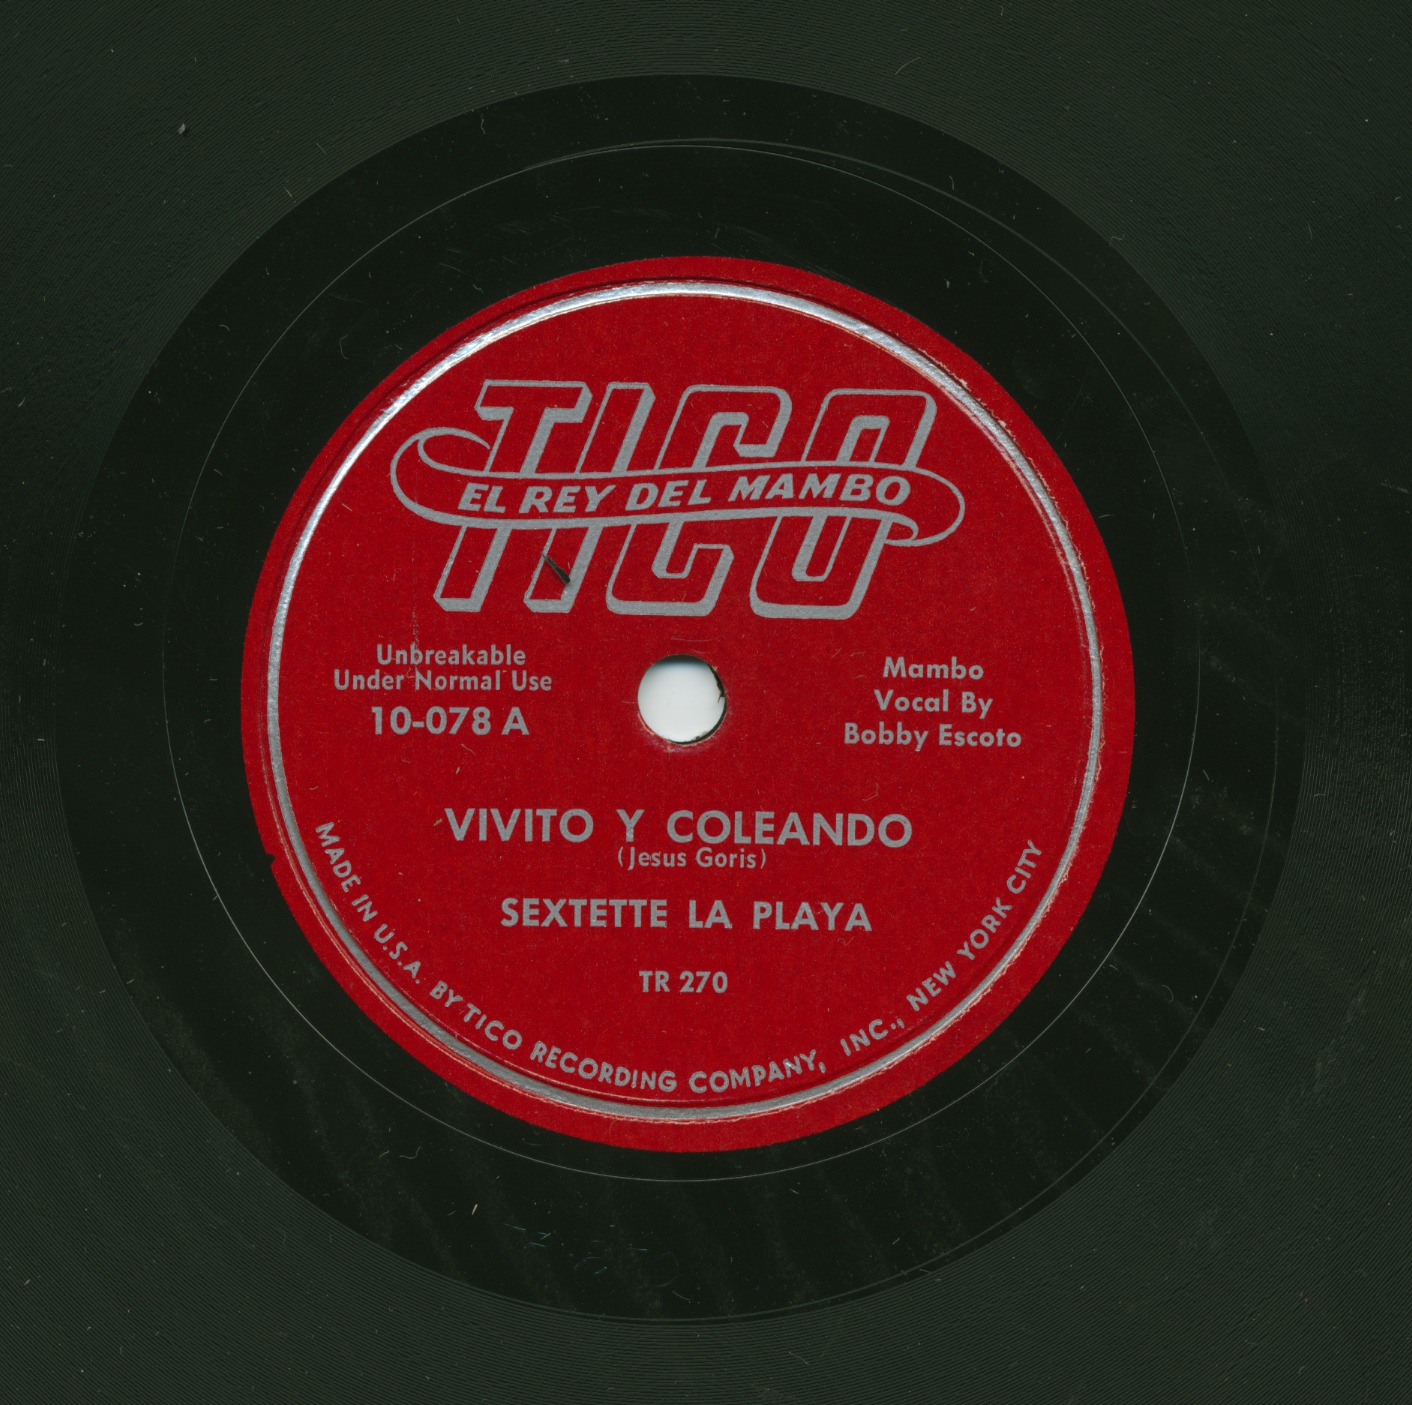 TICO
EL REY DEL MAMBO
Unbreakable
Under Normal Use
10-078 A
Mambo
Vocal By
Bobby Escoto
VIVITO Y COLEANDO
(Jesus Goris)
SEXTETTE LA PLAYA
TR 270
MADE IN U.S.A. BY TICO RECORDING COMPANY, INC., NEW YORK CITY